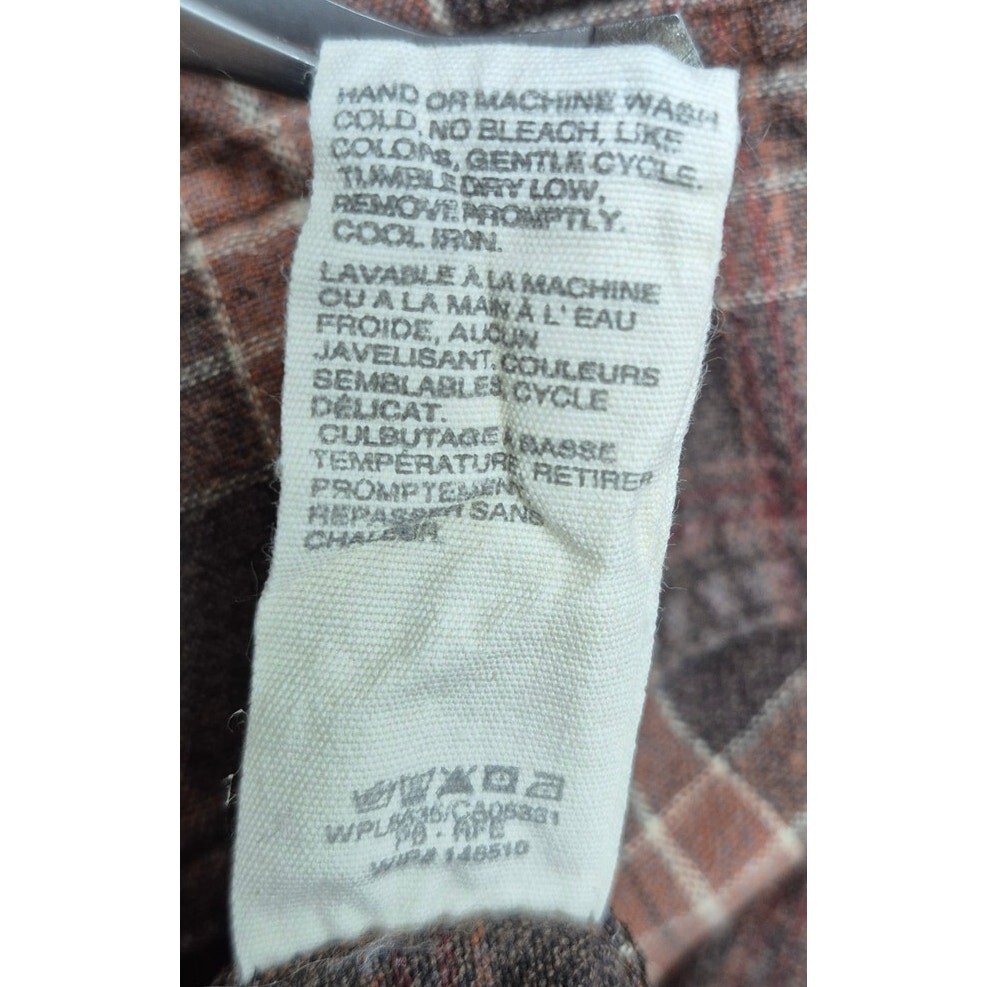 HAND OR MACHINE WASH
COLD, NO BLEACH, LIKE
COLORS, GENTLE CYCLE.
TUMBLE DRY LOW,
REMOVE PROMPTLY.
COOL IRON.
LAVABLE À LA MACHINE
OU A LA MAIN À L' EAU
FROIDE, AUCUN
JAVELISANT, COULEURS
SEMBLABLES, CYCLE
DÉLICAT.
CULBUTAGE À BASSE
TEMPÉRATURE, RETIRER
PROMPTEMENT
REPASSER SANS
CHALEUR